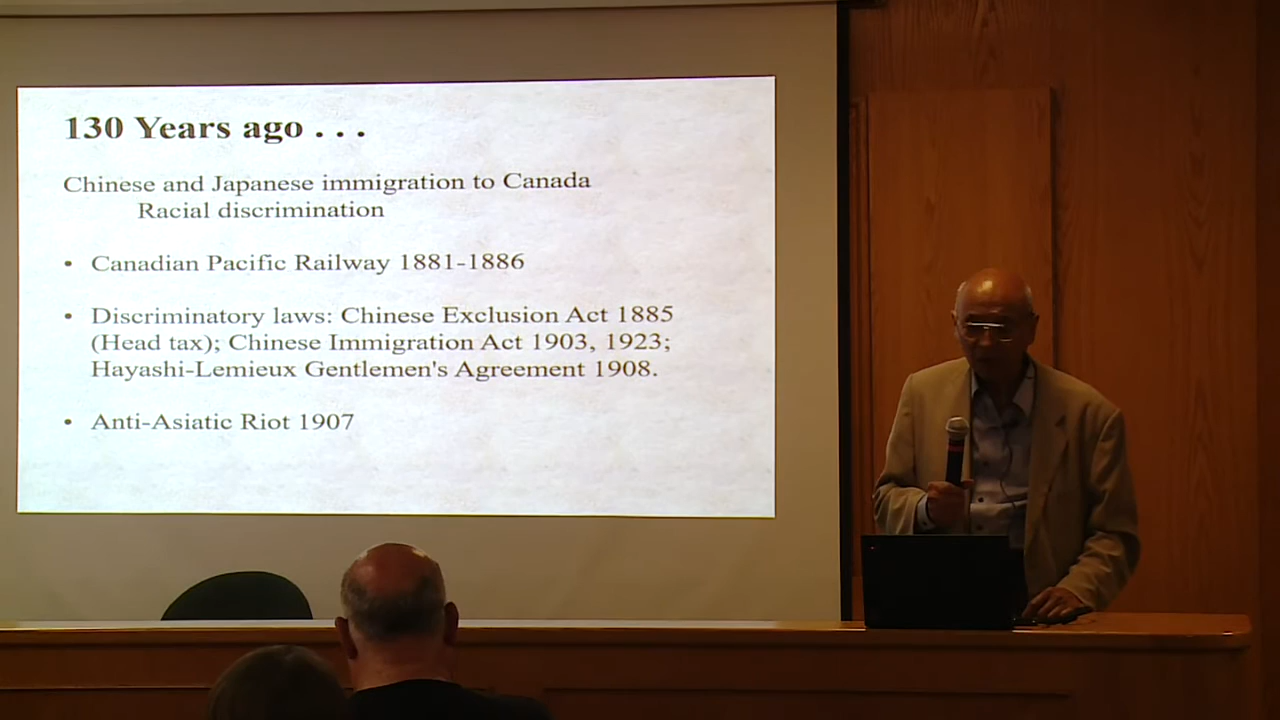 130 Years ago . . .
Chinese and Japanese immigration to Canada
Racial discrimination
• Canadian Pacific Railway 1881-1886
• Discriminatory laws: Chinese Exclusion Act 1885
(Head tax); Chinese Immigration Act 1903, 1923;
Hayashi-Lemieux Gentlemen's Agreement 1908.
• Anti-Asiatic Riot 1907